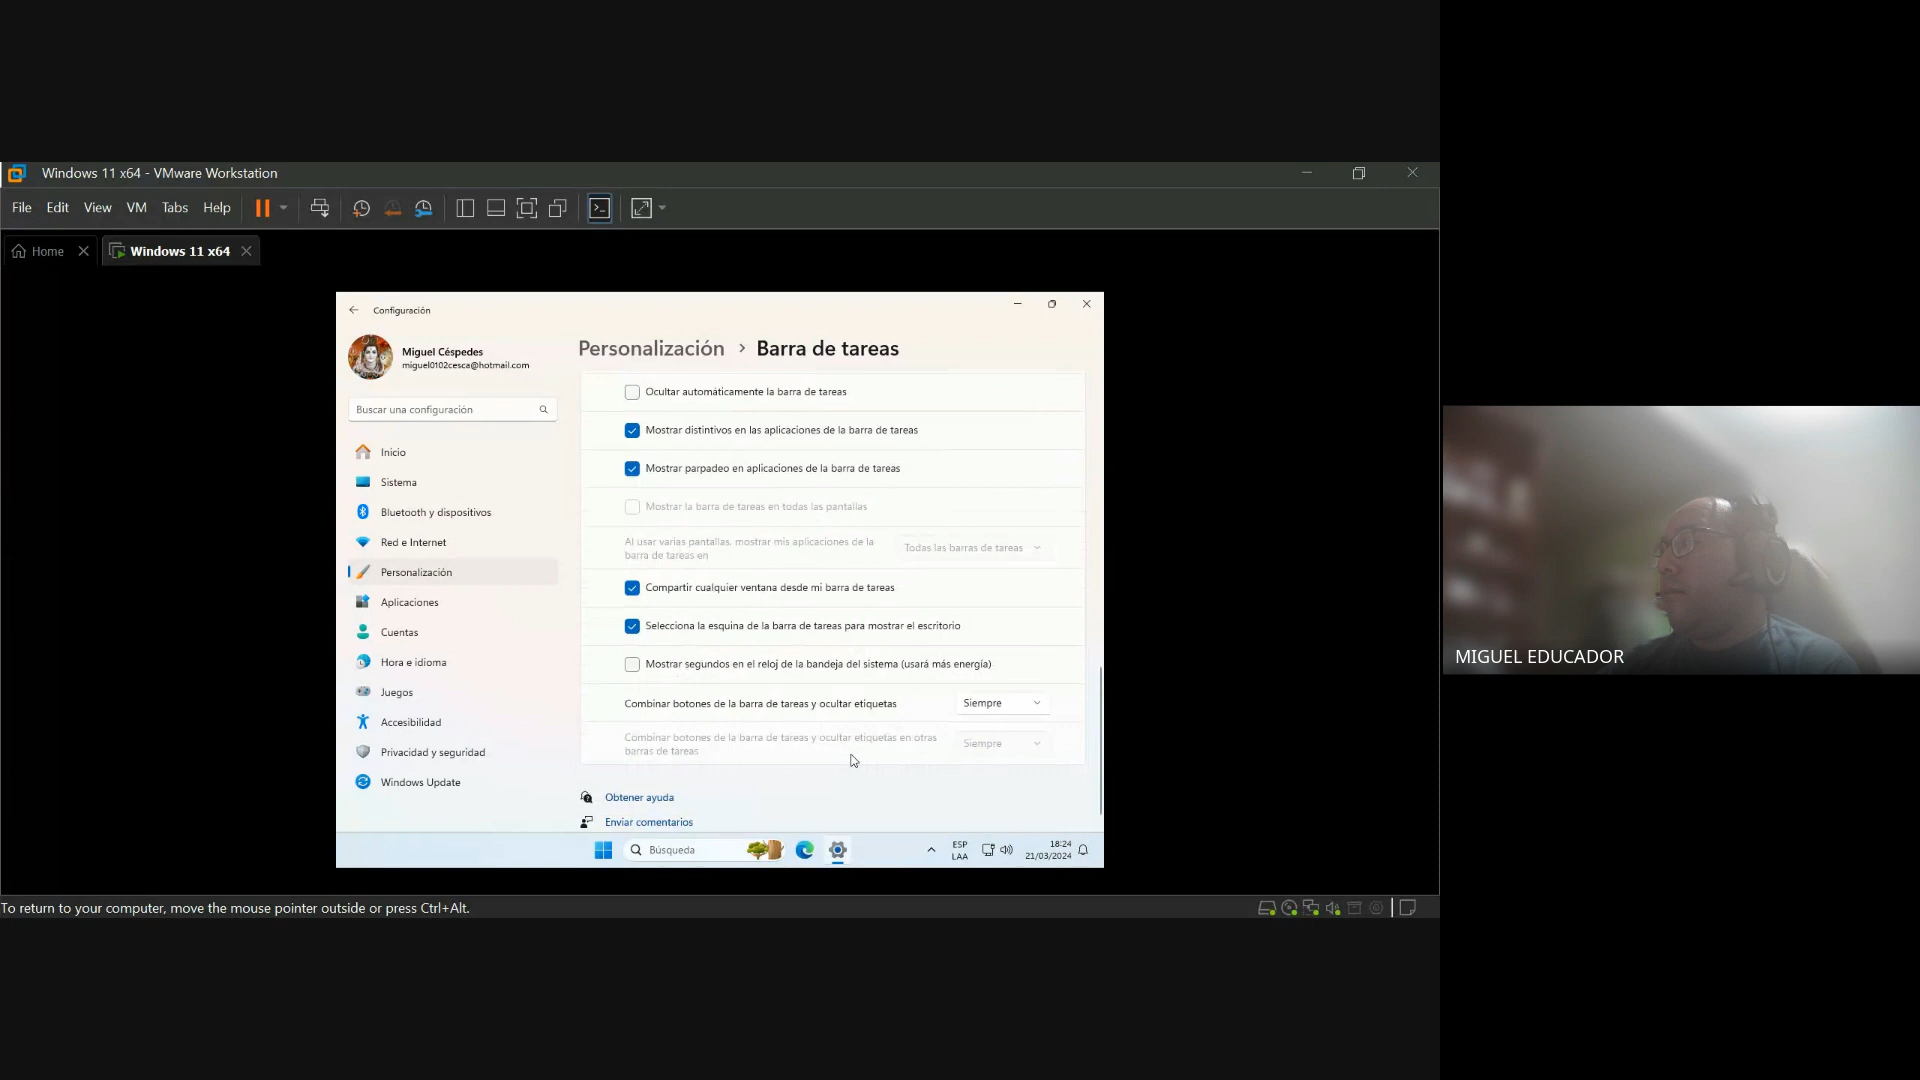 Windows 11 x64 - VMware Workstation
File Edit View VM Tabs Help
Home Windows 11 x64
Configuración
Miguel Céspedes
miguel0102cesca@hotmail.com
Buscar una configuración
Inicio
Sistema
Bluetooth y dispositivos
Red e Internet
Personalización
Aplicaciones
Cuentas
Hora e idioma
Juegos
Accesibilidad
Privacidad y seguridad
Windows Update
Personalización > Barra de tareas
Ocultar automáticamente la barra de tareas
Mostrar distintivos en las aplicaciones de la barra de tareas
Mostrar parpadeo en aplicaciones de la barra de tareas
Mostrar la barra de tareas en todas las pantallas
Al usar varias pantallas, mostrar mis aplicaciones de la
barra de tareas en
Todas las barras de tareas
Compartir cualquier ventana desde mi barra de tareas
Selecciona la esquina de la barra de tareas para mostrar el escritorio
Mostrar segundos en el reloj de la bandeja del sistema (usará más energía)
Combinar botones de la barra de tareas y ocultar etiquetas Siempre
Combinar botones de la barra de tareas y ocultar etiquetas en otras
barras de tareas
Siempre
Obtener ayuda
Enviar comentarios
Búsqueda
ESP
LAA
18:24
21/03/2024
To return to your computer, move the mouse pointer outside or press Ctrl+Alt.
MIGUEL EDUCADOR